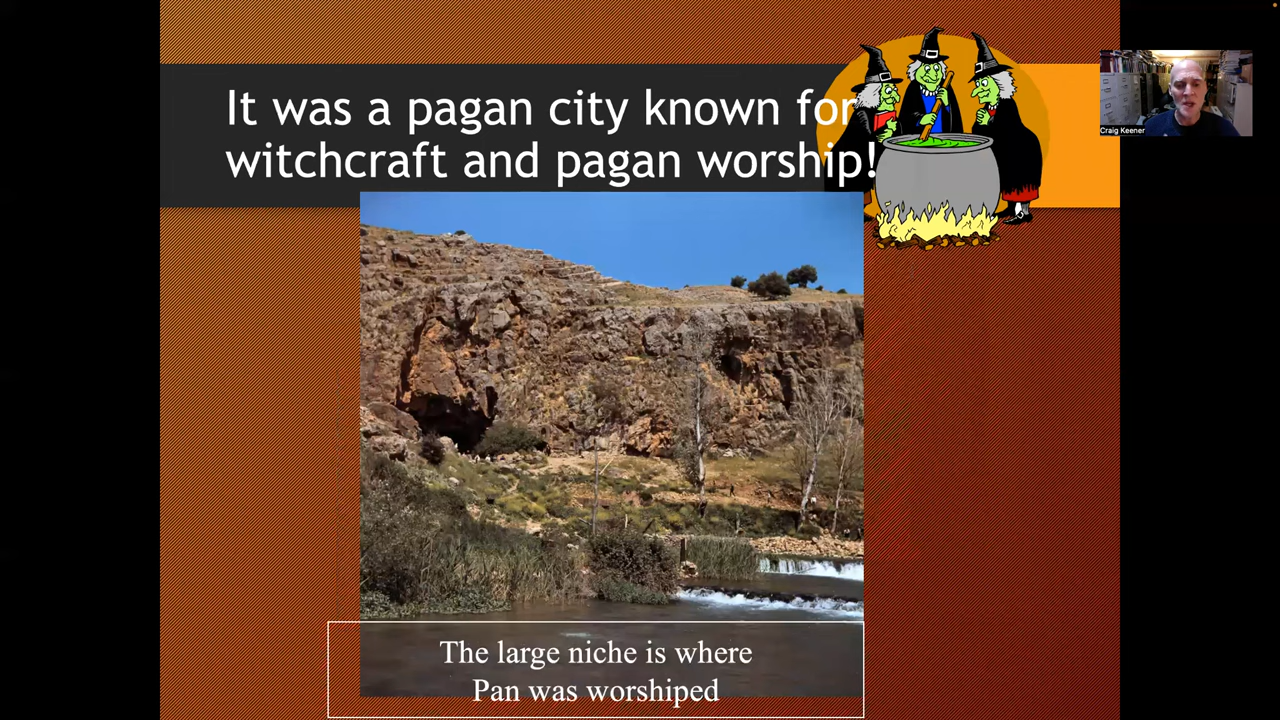 It was a pagan city known for
witchcraft and pagan worship!
Craig Keener
The large niche is where
Pan was worshiped